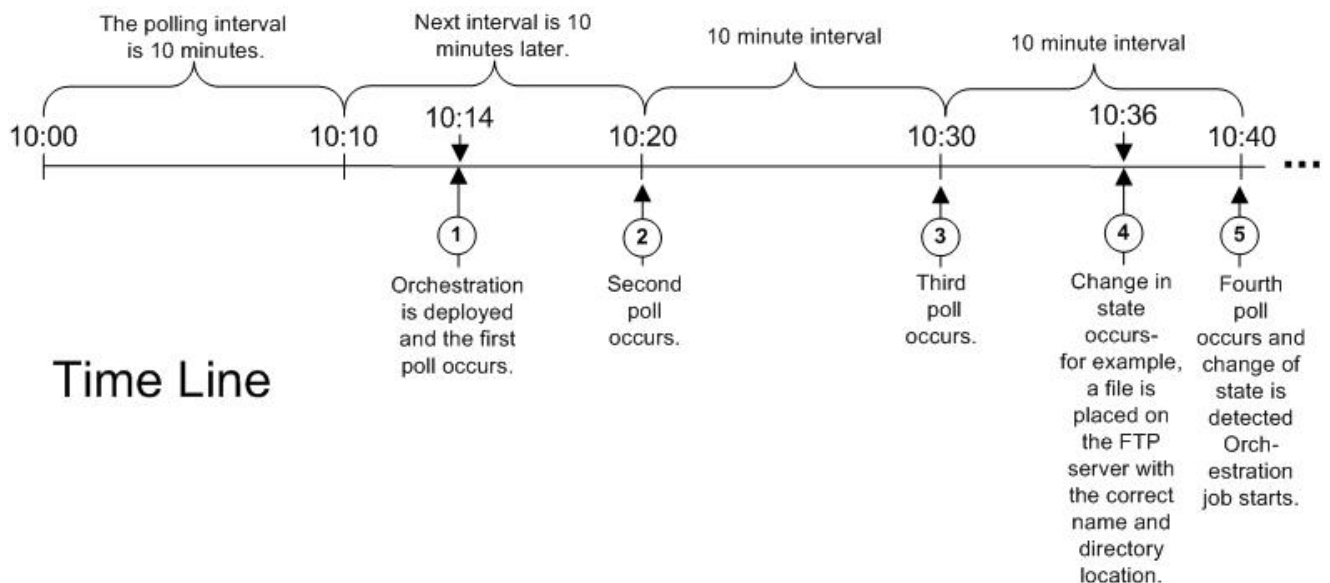 The polling interval
is 10 minutes.
Next interval is 10
minutes later.
10 minute interval
10 minute interval
10:00
10:10
10:14
10:20
10:30
10:36
10:40
...
1
2
3
4
5
Orchestration
is deployed
and the first
poll occurs.
Second
poll
occurs.
Third
poll
occurs.
Change in
state
occurs-
for example,
a file is
placed on
the FTP
server with
the correct
name and
directory
location.
Fourth
poll
occurs and
change of
state is
detected
Orch-
estration
job starts.
Time Line